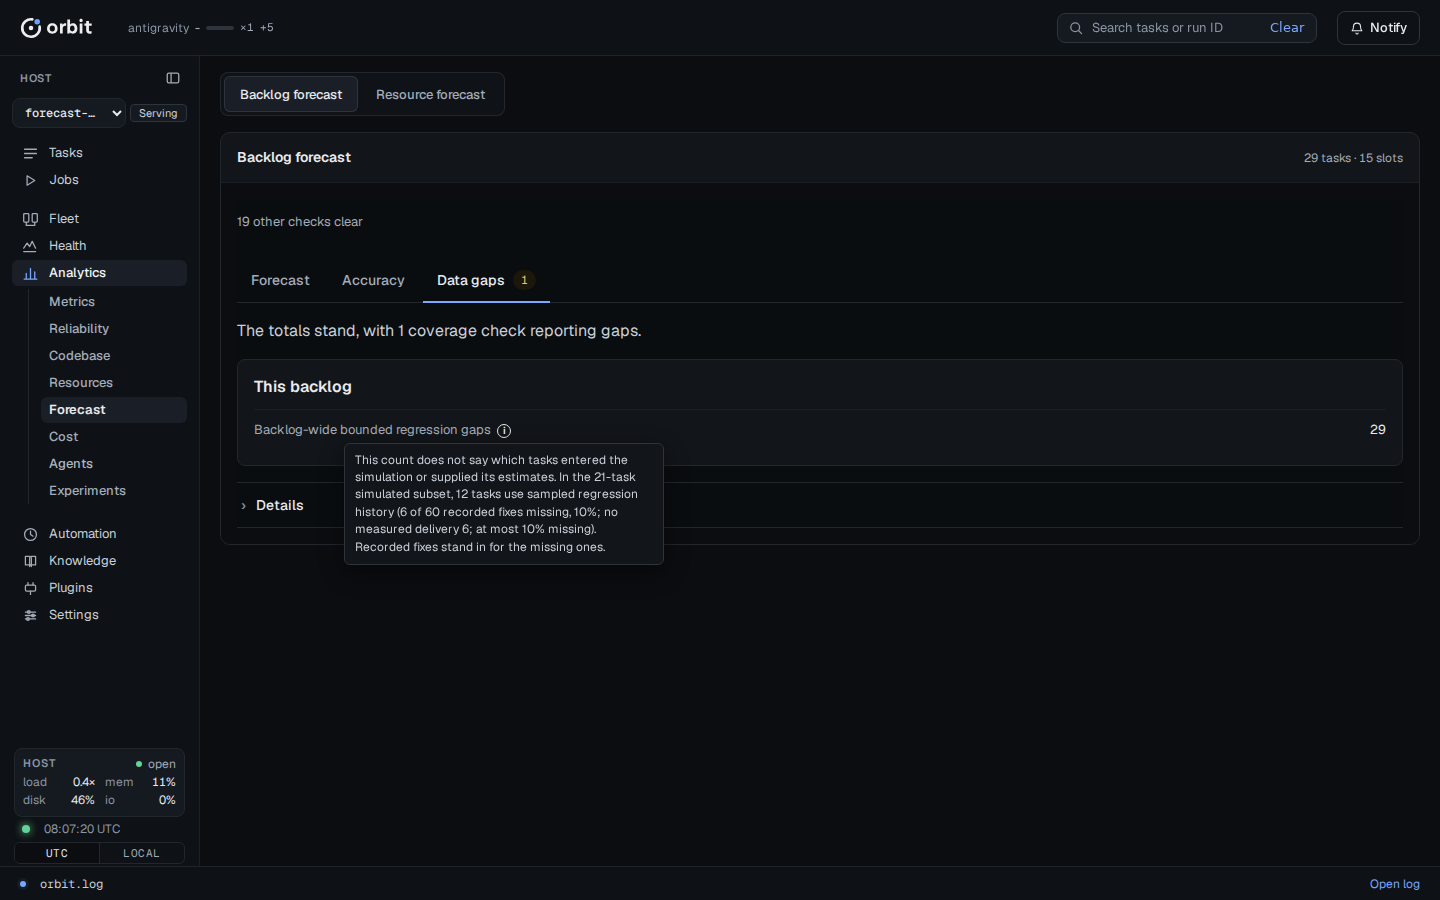 orbit
antigravity - ×1 +5
Search tasks or run ID Clear
Notify
HOST
forecast-…
Serving
Tasks
Jobs
Fleet
Health
Analytics
Metrics
Reliability
Codebase
Resources
Forecast
Cost
Agents
Experiments
Automation
Knowledge
Plugins
Settings
HOST open
load 0.4× mem 11%
disk 46% io 0%
08:07:20 UTC
UTC LOCAL
Backlog forecast Resource forecast
Backlog forecast
29 tasks · 15 slots
19 other checks clear
Forecast Accuracy Data gaps 1
The totals stand, with 1 coverage check reporting gaps.
This backlog
Backlog-wide bounded regression gaps 29
This count does not say which tasks entered the
simulation or supplied its estimates. In the 21-task
simulated subset, 12 tasks use sampled regression
history (6 of 60 recorded fixes missing, 10%; no
measured delivery 6; at most 10% missing).
Recorded fixes stand in for the missing ones.
› Details
orbit.log
Open log